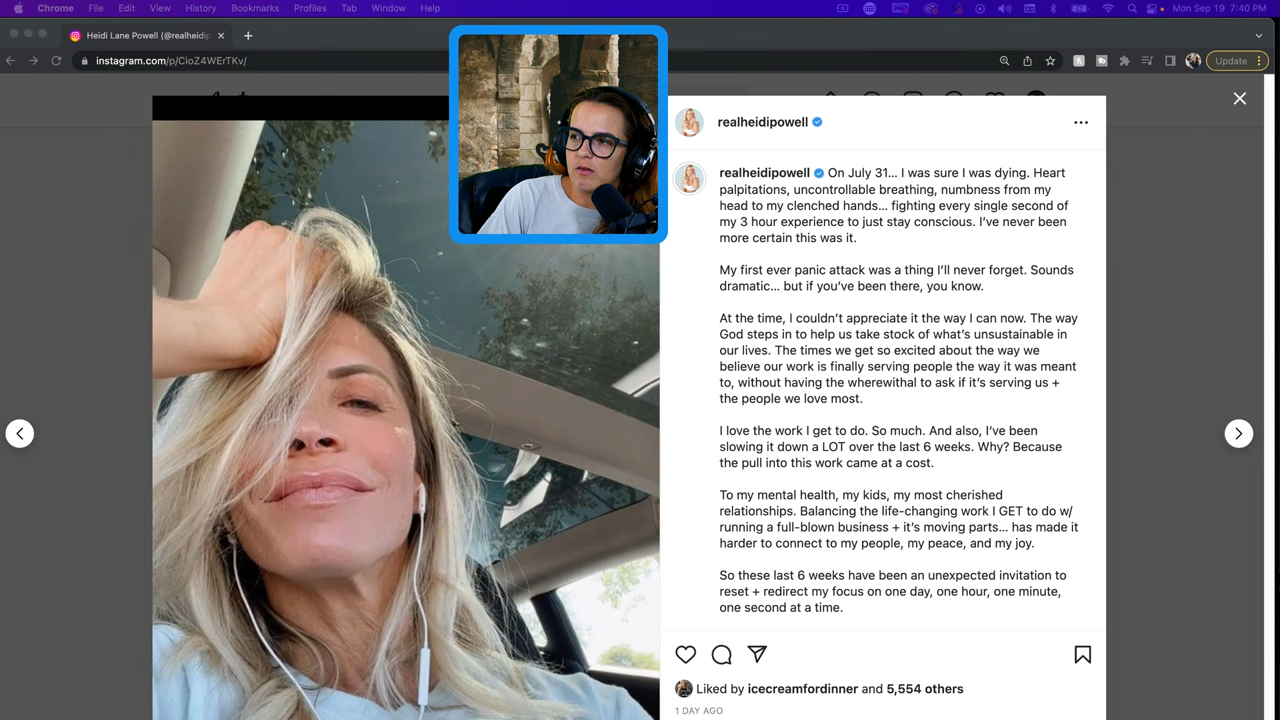 Chrome File Edit View History Bookmarks Profiles Tab Window Help
Mon Sep 19 7:40 PM
Heidi Lane Powell (@realheidip
instagram.com/p/CioZ4WErTKv/
Update
realheidipowell
realheidipowell On July 31... I was sure I was dying. Heart
palpitations, uncontrollable breathing, numbness from my
head to my clenched hands... fighting every single second of
my 3 hour experience to just stay conscious. I've never been
more certain this was it.
My first ever panic attack was a thing I'll never forget. Sounds
dramatic... but if you've been there, you know.
At the time, I couldn't appreciate it the way I can now. The way
God steps in to help us take stock of what's unsustainable in
our lives. The times we get so excited about the way we
believe our work is finally serving people the way it was meant
to, without having the wherewithal to ask if it's serving us +
the people we love most.
I love the work I get to do. So much. And also, I've been
slowing it down a LOT over the last 6 weeks. Why? Because
the pull into this work came at a cost.
To my mental health, my kids, my most cherished
relationships. Balancing the life-changing work I GET to do w/
running a full-blown business + it's moving parts... has made it
harder to connect to my people, my peace, and my joy.
So these last 6 weeks have been an unexpected invitation to
reset + redirect my focus on one day, one hour, one minute,
one second at a time.
Liked by icecreamfordinner and 5,554 others
1 DAY AGO